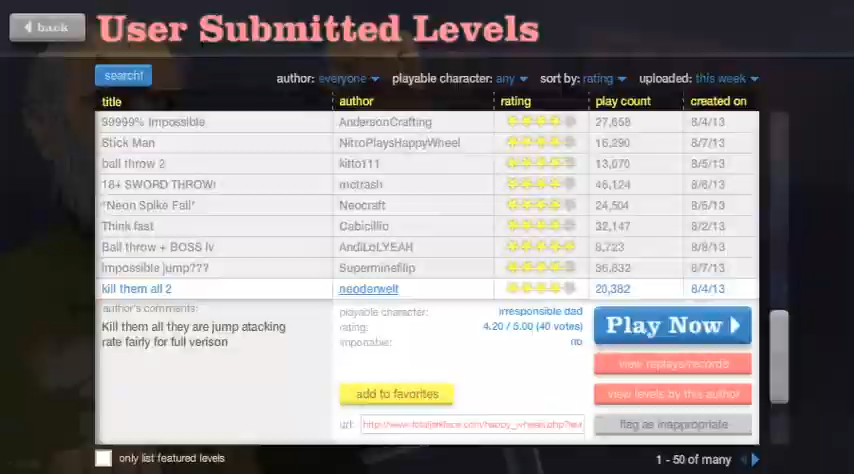 back
User Submitted Levels
search!
author: everyone playable character: any sort by: rating uploaded: this week
title author rating play count created on
99999% Impossible AndersonCrafting 27,658 8/4/13
Stick Man NitroPlaysHappyWheel 15,290 8/7/13
ball throw 2 kitto111 13,070 8/5/13
18+ SWORD THROW! mctrash 45,124 8/6/13
"Neon Spike Fall" Neocraft 24,504 8/5/13
Think fast Cabicillio 32,147 8/2/13
Ball throw + BOSS lv AndiLoLYEAH 8,723 8/8/13
impossible jump??? Superminefilip 36,832 8/7/13
kill them all 2 neoderwelt 20,382 8/4/13
author's comments:
Kill them all they are jump atacking
rate fairly for full verison
playable character: irresponsible dad
rating: 4.20 / 5.00 (40 votes)
importable: no
add to favorites
url: http://www.totaljerkface.com/happy_wheels.php?
Play Now
view replays/records
view levels by this author
flag as inappropriate
only list featured levels
1 - 50 of many